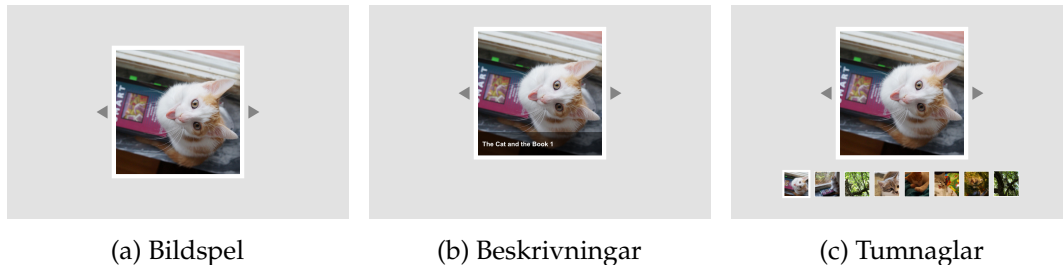 The Cat and the Book 1
(a) Bildspel
(b) Beskrivningar
(c) Tumnaglar